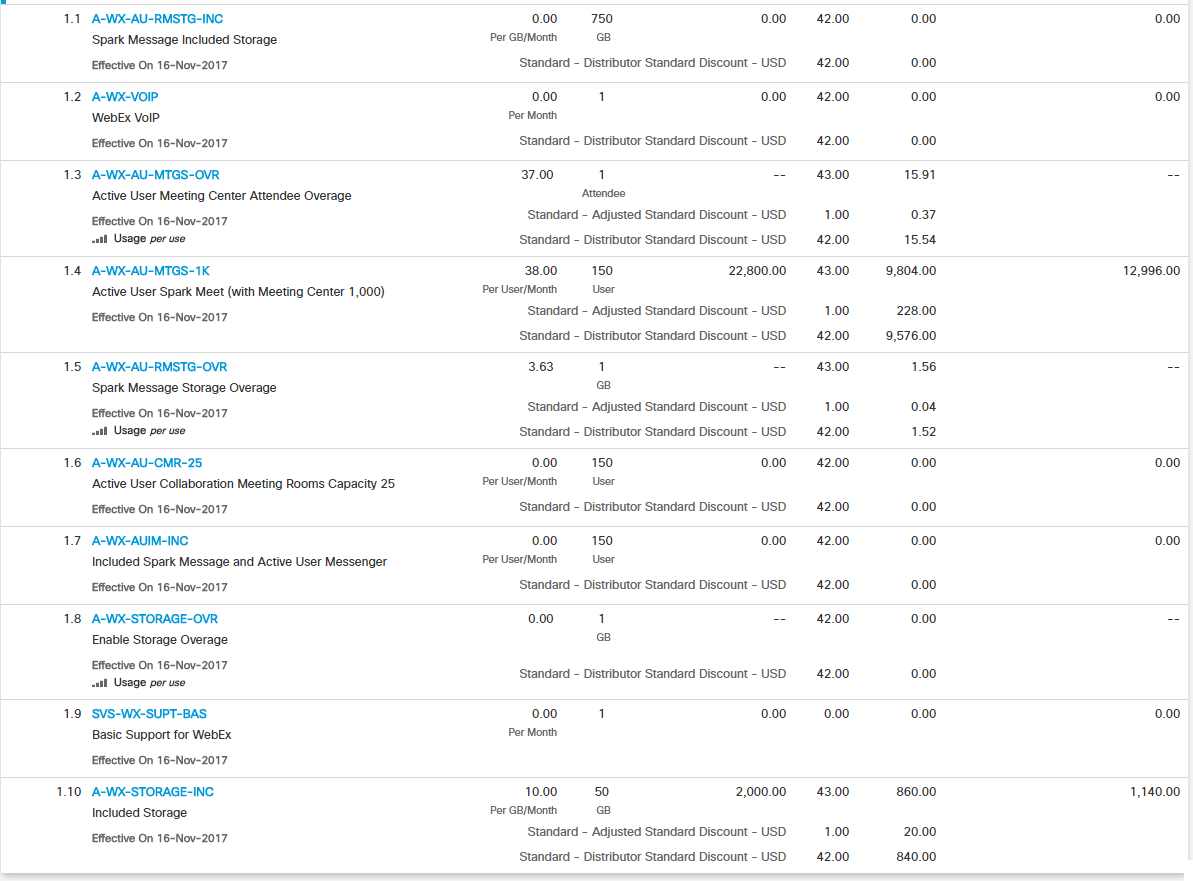 1.1 A-WX-AU-RMSTG-INC 0.00 750 0.00 42.00 0.00 0.00
Spark Message Included Storage Per GB/Month GB
Effective On 16-Nov-2017 Standard - Distributor Standard Discount - USD 42.00 0.00
1.2 A-WX-VOIP 0.00 1 0.00 42.00 0.00 0.00
WebEx VoIP Per Month
Effective On 16-Nov-2017 Standard - Distributor Standard Discount - USD 42.00 0.00
1.3 A-WX-AU-MTGS-OVR 37.00 1 -- 43.00 15.91 --
Active User Meeting Center Attendee Overage Attendee
Effective On 16-Nov-2017 Standard - Adjusted Standard Discount - USD 1.00 0.37
Usage per use Standard - Distributor Standard Discount - USD 42.00 15.54
1.4 A-WX-AU-MTGS-1K 38.00 150 22,800.00 43.00 9,804.00 12,996.00
Active User Spark Meet (with Meeting Center 1,000) Per User/Month User
Effective On 16-Nov-2017 Standard - Adjusted Standard Discount - USD 1.00 228.00
Standard - Distributor Standard Discount - USD 42.00 9,576.00
1.5 A-WX-AU-RMSTG-OVR 3.63 1 -- 43.00 1.56 --
Spark Message Storage Overage GB
Effective On 16-Nov-2017 Standard - Adjusted Standard Discount - USD 1.00 0.04
Usage per use Standard - Distributor Standard Discount - USD 42.00 1.52
1.6 A-WX-AU-CMR-25 0.00 150 0.00 42.00 0.00 0.00
Active User Collaboration Meeting Rooms Capacity 25 Per User/Month User
Effective On 16-Nov-2017 Standard - Distributor Standard Discount - USD 42.00 0.00
1.7 A-WX-AUIM-INC 0.00 150 0.00 42.00 0.00 0.00
Included Spark Message and Active User Messenger Per User/Month User
Effective On 16-Nov-2017 Standard - Distributor Standard Discount - USD 42.00 0.00
1.8 A-WX-STORAGE-OVR 0.00 1 -- 42.00 0.00 --
Enable Storage Overage GB
Effective On 16-Nov-2017 Standard - Distributor Standard Discount - USD 42.00 0.00
Usage per use
1.9 SVS-WX-SUPT-BAS 0.00 1 0.00 0.00 0.00 0.00
Basic Support for WebEx Per Month
Effective On 16-Nov-2017
1.10 A-WX-STORAGE-INC 10.00 50 2,000.00 43.00 860.00 1,140.00
Included Storage Per GB/Month GB
Effective On 16-Nov-2017 Standard - Adjusted Standard Discount - USD 1.00 20.00
Standard - Distributor Standard Discount - USD 42.00 840.00